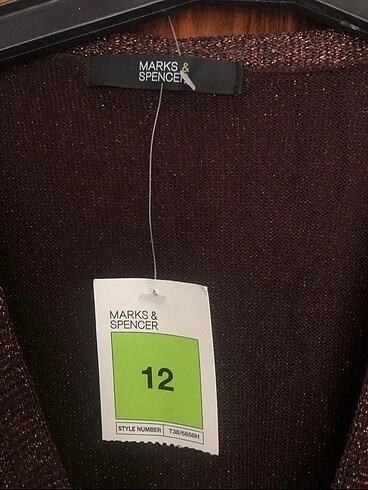 MARKS &
SPENCER
MARKS &
SPENCER
12
STYLE NUMBER T38/6858H